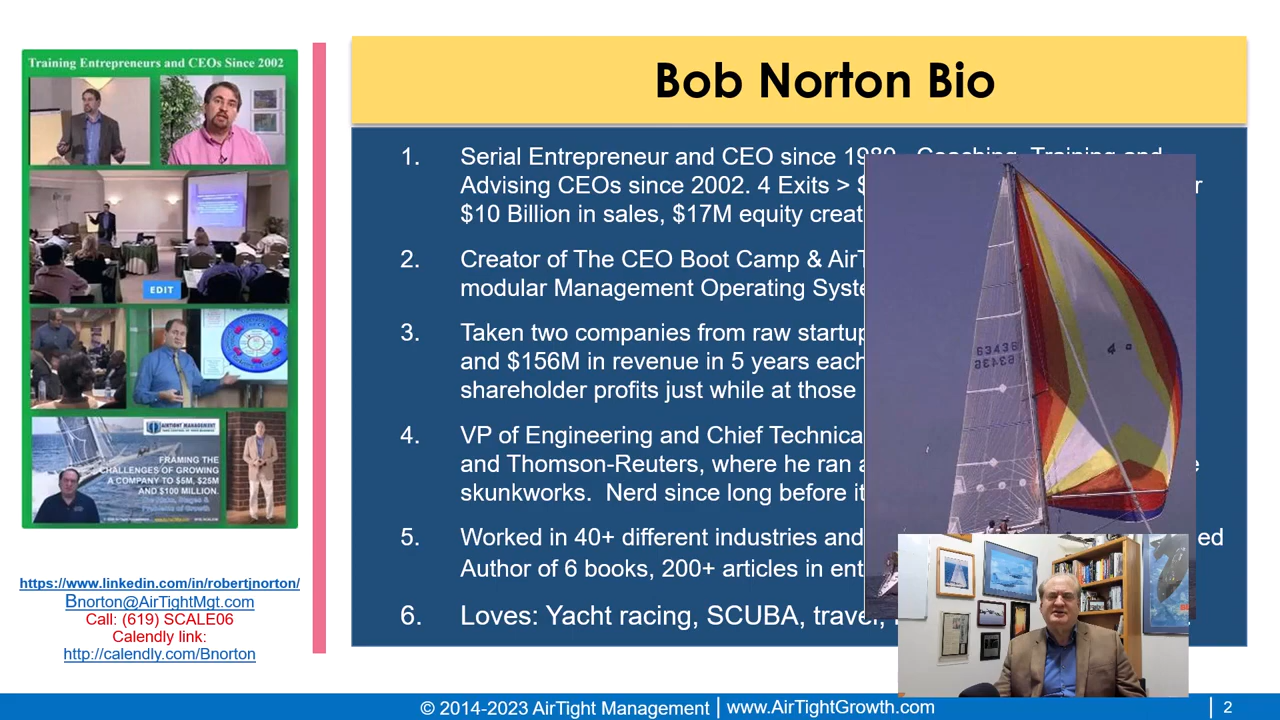 Training Entrepreneurs and CEOs Since 2002
EDIT
AIRTIGHT MANAGEMENT
FRAMING THE
CHALLENGES OF GROWING
A COMPANY TO $5M, $25M
AND $100 MILLION.
https://www.linkedin.com/in/robertjnorton/
Bnorton@AirTightMgt.com
Call: (619) SCALE06
Calendly link:
http://calendly.com/Bnorton
Bob Norton Bio
1. Serial Entrepreneur and CEO since 1989. Coaching, Training and
Advising CEOs since 2002. 4 Exits > $
$10 Billion in sales, $17M equity creat
2. Creator of The CEO Boot Camp & AirT
modular Management Operating Syste
3. Taken two companies from raw startup
and $156M in revenue in 5 years each
shareholder profits just while at those
4. VP of Engineering and Chief Technica
and Thomson-Reuters, where he ran a
skunkworks. Nerd since long before it
5. Worked in 40+ different industries and ed
Author of 6 books, 200+ articles in ent
6. Loves: Yacht racing, SCUBA, travel,
63436
© 2014-2023 AirTight Management | www.AirTightGrowth.com | 2